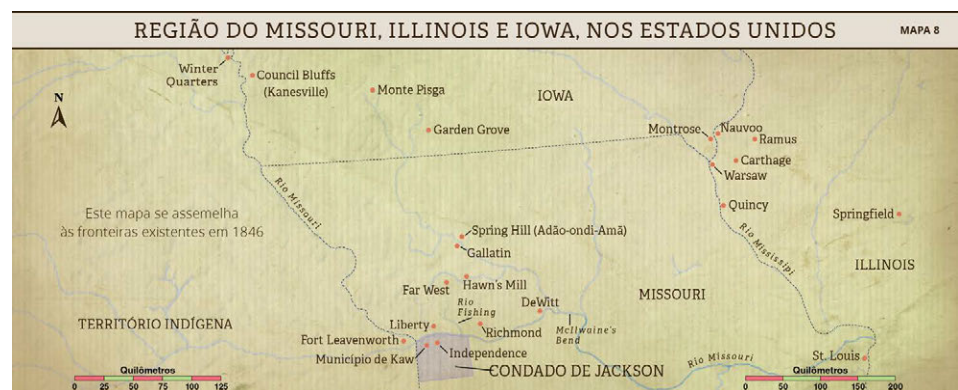 REGIÃO DO MISSOURI, ILLINOIS E IOWA, NOS ESTADOS UNIDOS
MAPA 8
Winter
Quarters
Council Bluffs
(Kanesville)
Monte Pisga
IOWA
N
Garden Grove
Montrose
Nauvoo
Ramus
Carthage
Warsaw
Rio Missouri
Este mapa se assemelha
às fronteiras existentes em 1846
Quincy
Springfield
Spring Hill (Adão-ondi-Amã)
Gallatin
Rio Mississipi
ILLINOIS
Hawn's Mill
Far West
MISSOURI
Rio
Fishing
DeWitt
TERRITÓRIO INDÍGENA
Liberty
Richmond
McIlwaine's
Bend
Fort Leavenworth
Município de Kaw
Independence
Rio Missouri
St. Louis
CONDADO DE JACKSON
Quilômetros
0 25 50 75 100 125
Quilômetros
0 50 100 150 200